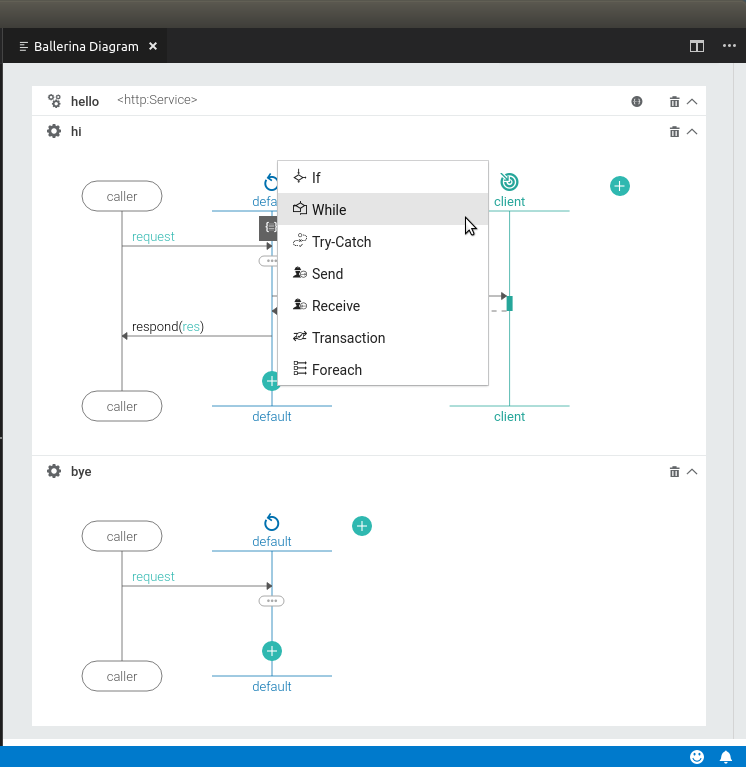 Ballerina Diagram
hello <http:Service>
hi
caller
client
request
respond(res)
If
While
Try-Catch
Send
Receive
Transaction
Foreach
caller
default
client
bye
caller
default
request
caller
default